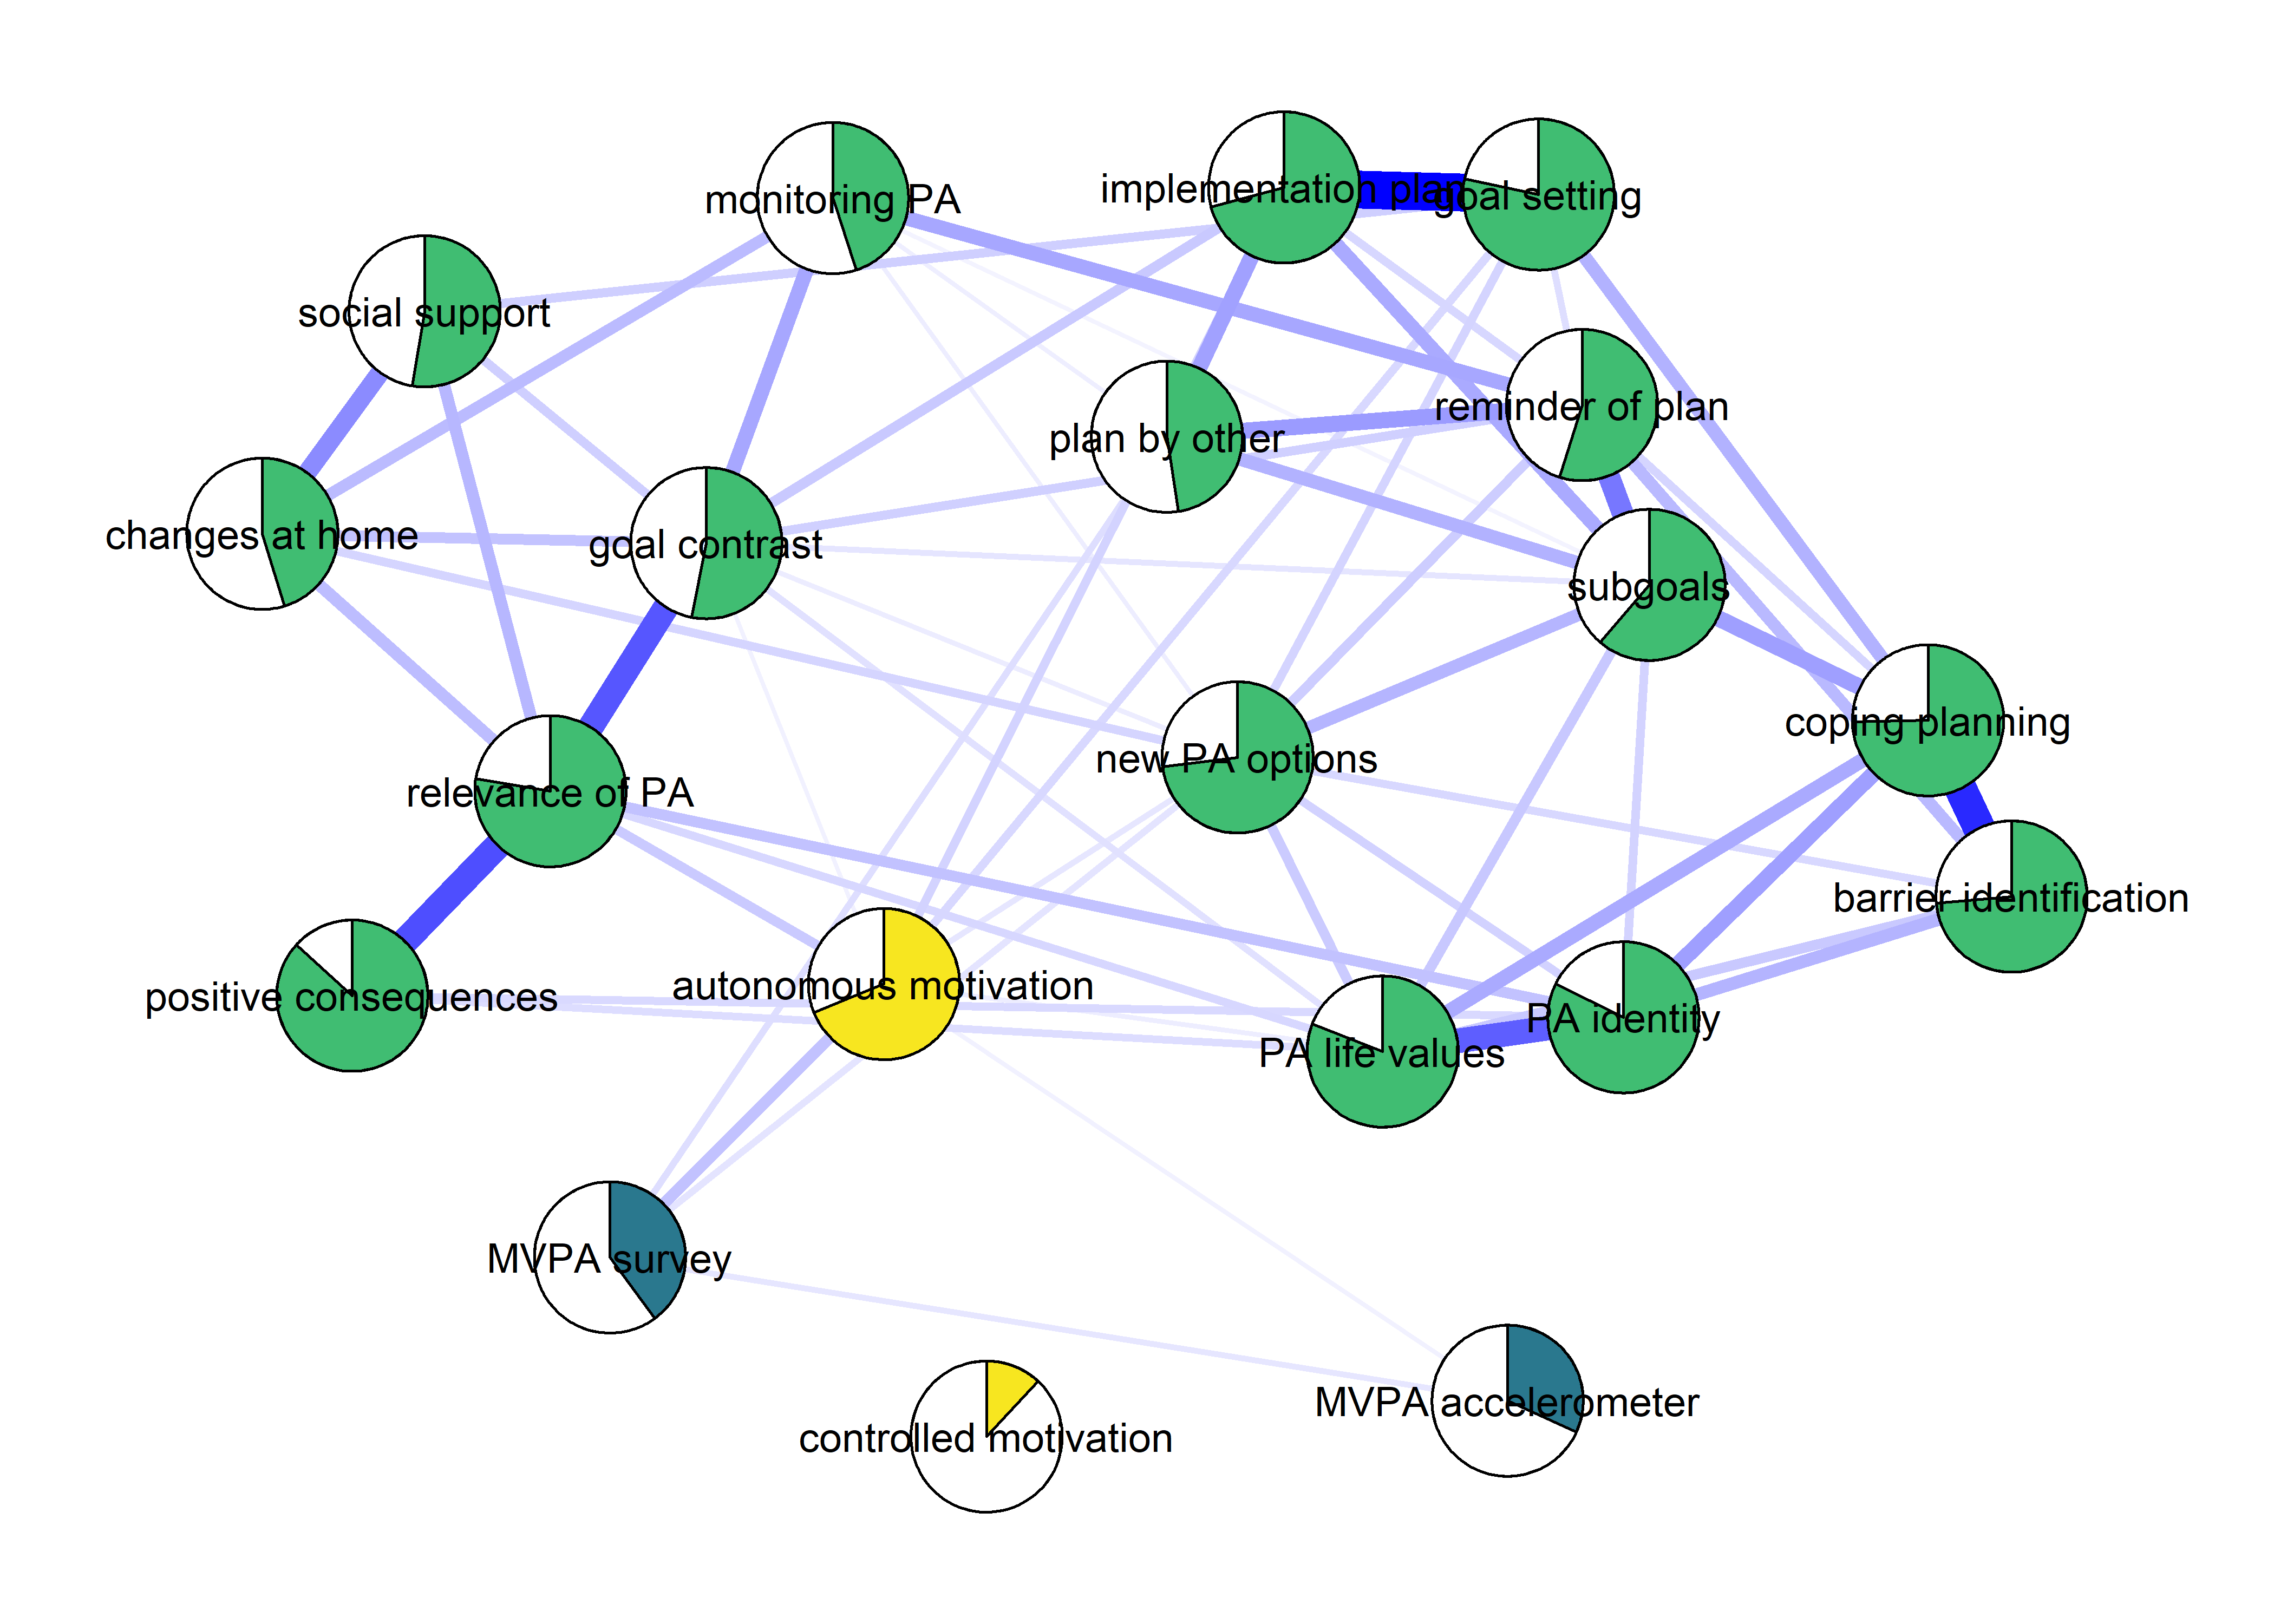 implementation plan
goal setting
monitoring PA
social support
reminder of plan
plan by other
changes at home
goal contrast
subgoals
coping planning
new PA options
relevance of PA
barrier identification
autonomous motivation
positive consequences
PA identity
PA life values
MVPA survey
MVPA accelerometer
controlled motivation